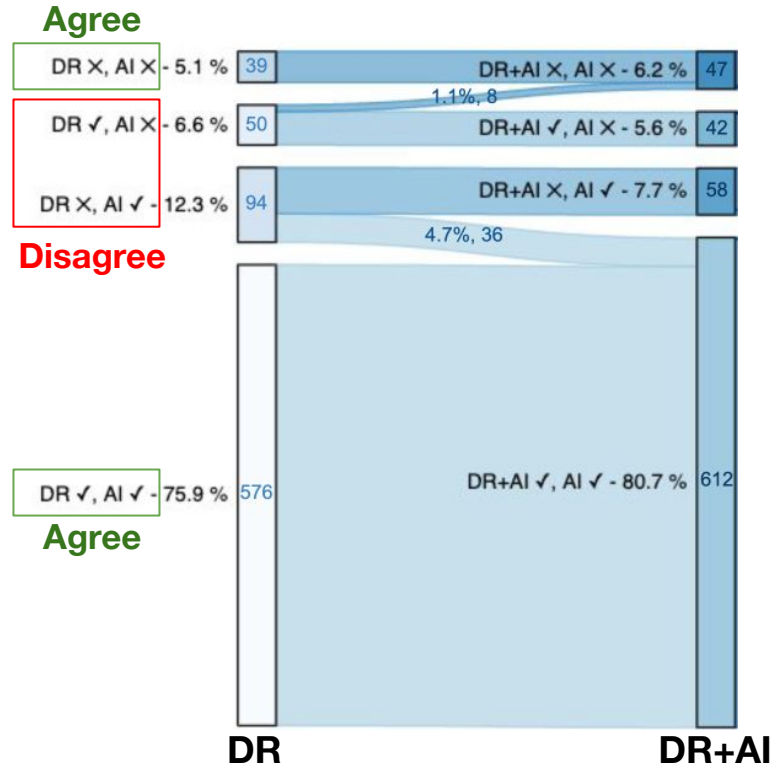 Agree
DR ✕, AI ✕ - 5.1 % 39 DR+AI ✕, AI ✕ - 6.2 % 47
1.1%, 8
DR ✓, AI ✕ - 6.6 % 50 DR+AI ✓, AI ✕ - 5.6 % 42
DR ✕, AI ✓ - 12.3 % 94 DR+AI ✕, AI ✓ - 7.7 % 58
4.7%, 36
Disagree
DR ✓, AI ✓ - 75.9 % 576 DR+AI ✓, AI ✓ - 80.7 % 612
Agree
DR DR+AI